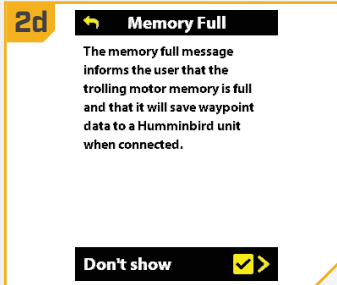 2d
Memory Full
The memory full message
informs the user that the
trolling motor memory is full
and that it will save waypoint
data to a Humminbird unit
when connected.
Don't show